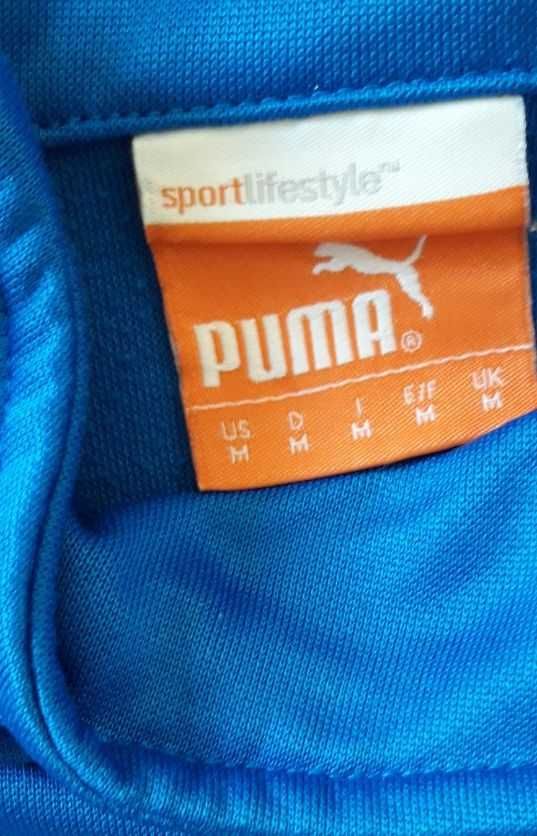 sportlifestyle™
PUMA®
US D I E/F UK
M M M M M